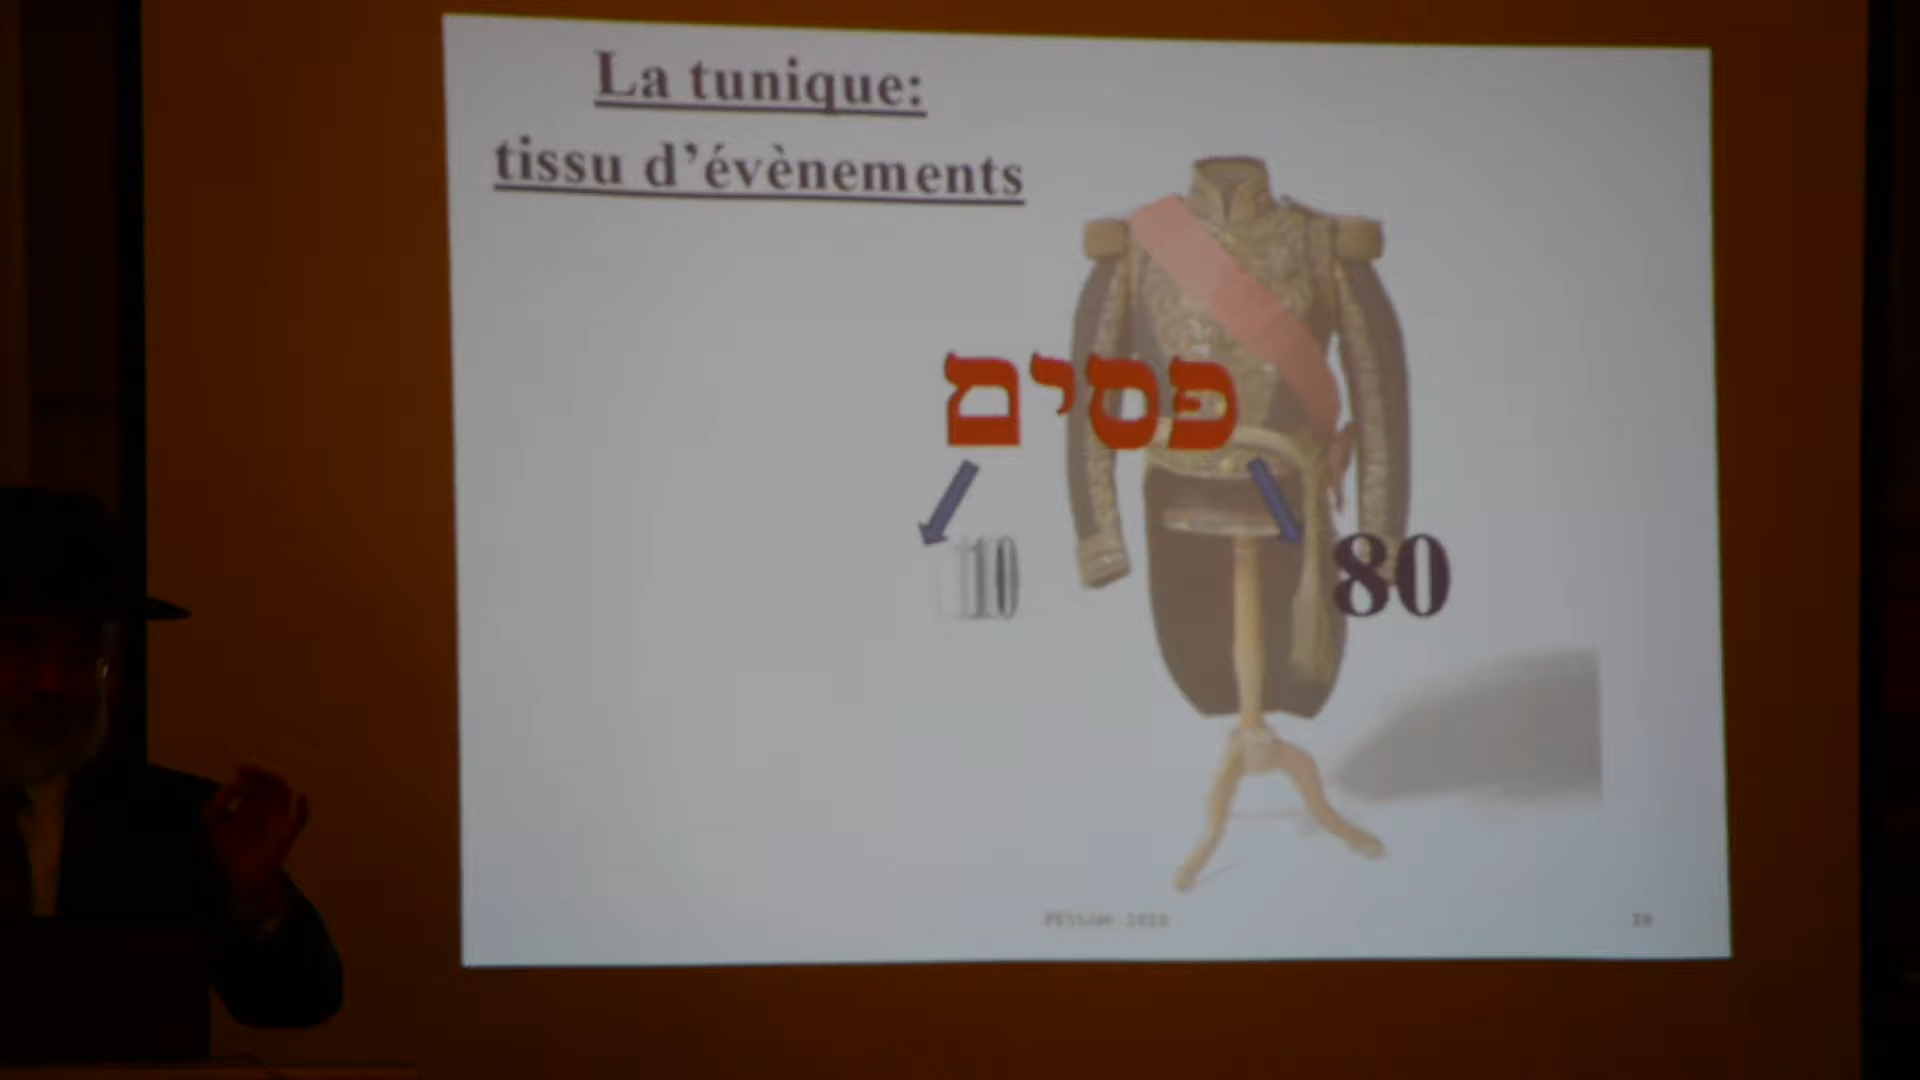 La tunique:
tissu d’évènements
פסים
10
80